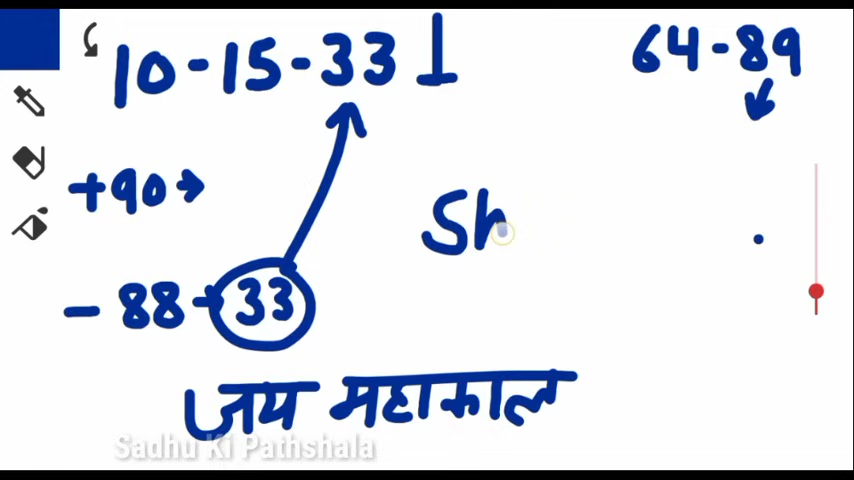 10-15-33 ⊥
64-89
+90→
Sh
-88→33
जय महाकाल
Sadhu Ki Pathshala